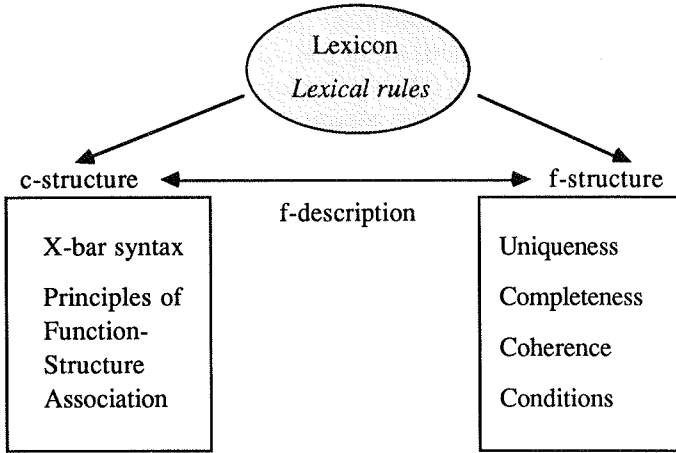 Lexicon
Lexical rules
c-structure
f-structure
f-description
X-bar syntax
Principles of
Function-
Structure
Association
Uniqueness
Completeness
Coherence
Conditions